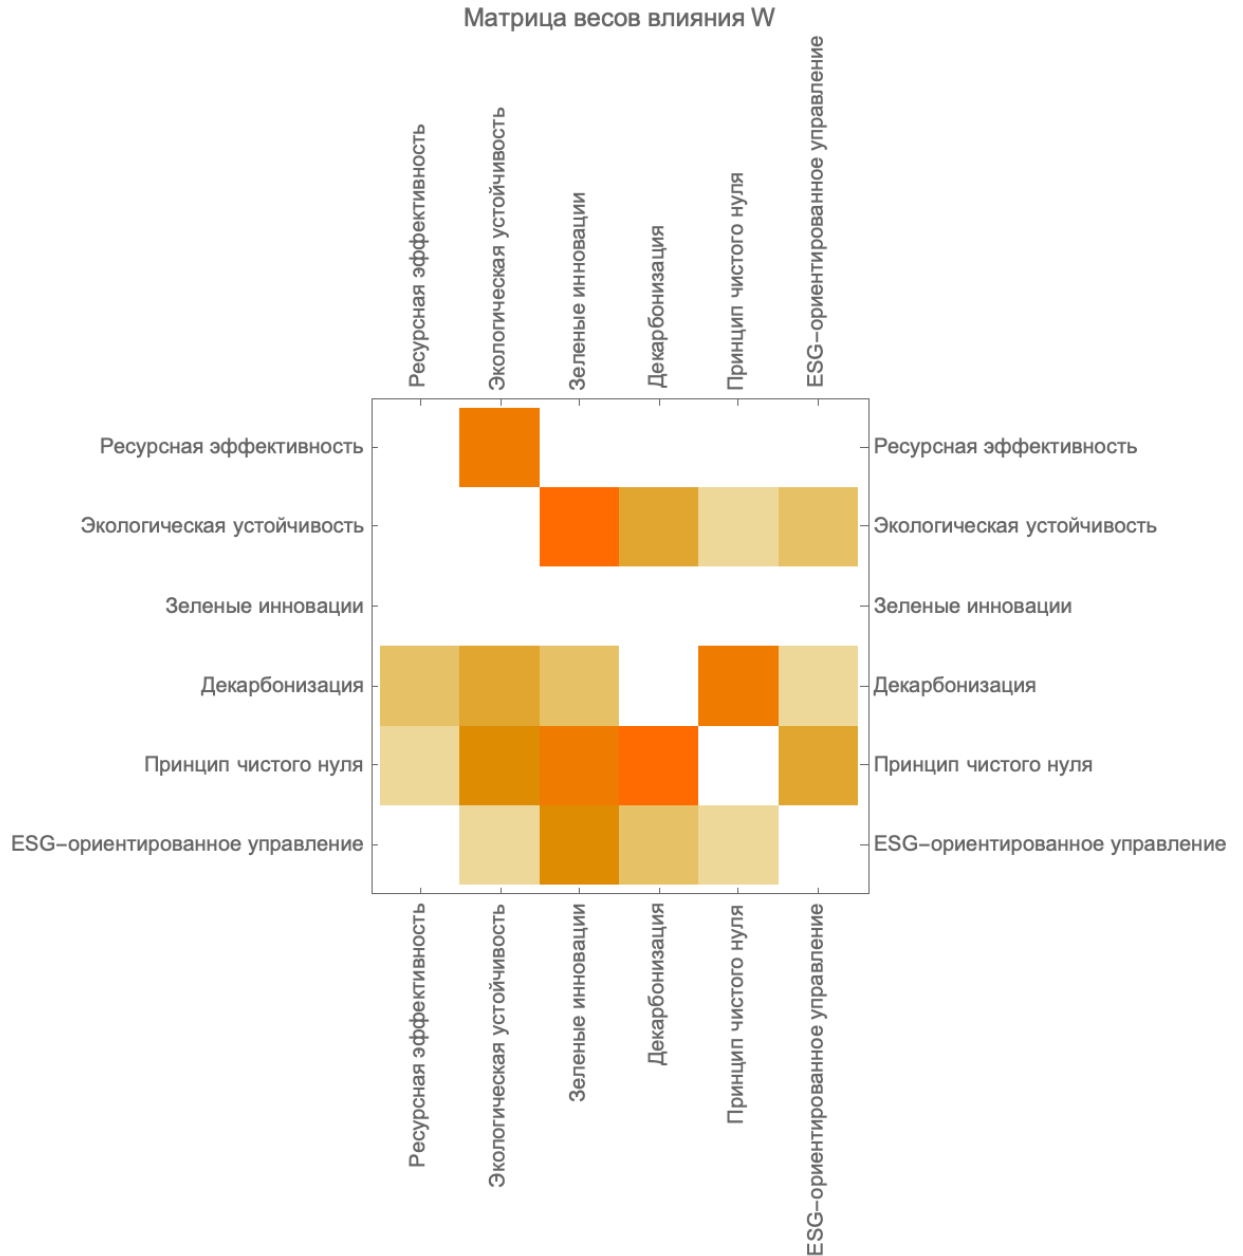 Матрица весов влияния W
Ресурсная эффективность
Экологическая устойчивость
Зеленые инновации
Декарбонизация
Принцип чистого нуля
ESG–ориентированное управление
Ресурсная эффективность
Ресурсная эффективность
Экологическая устойчивость
Экологическая устойчивость
Зеленые инновации
Зеленые инновации
Декарбонизация
Декарбонизация
Принцип чистого нуля
Принцип чистого нуля
ESG–ориентированное управление
ESG–ориентированное управление
Ресурсная эффективность
Экологическая устойчивость
Зеленые инновации
Декарбонизация
Принцип чистого нуля
ESG–ориентированное управление